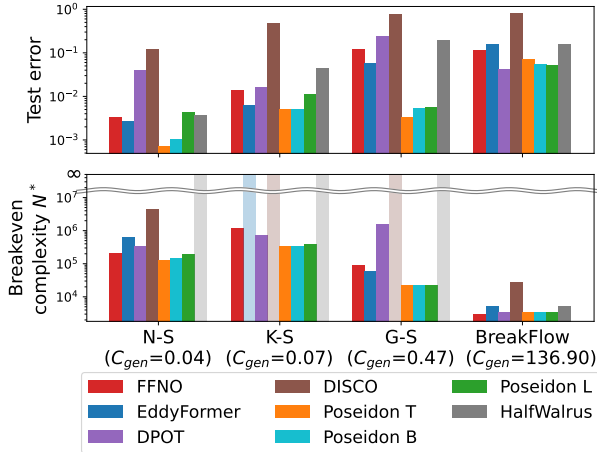 Test error
10⁰
10⁻¹
10⁻²
10⁻³
Breakeven
complexity N*
∞
10⁷
10⁶
10⁵
10⁴
N-S
(C_gen=0.04)
K-S
(C_gen=0.07)
G-S
(C_gen=0.47)
BreakFlow
(C_gen=136.90)
FFNO
EddyFormer
DPOT
DISCO
Poseidon T
Poseidon B
Poseidon L
HalfWalrus